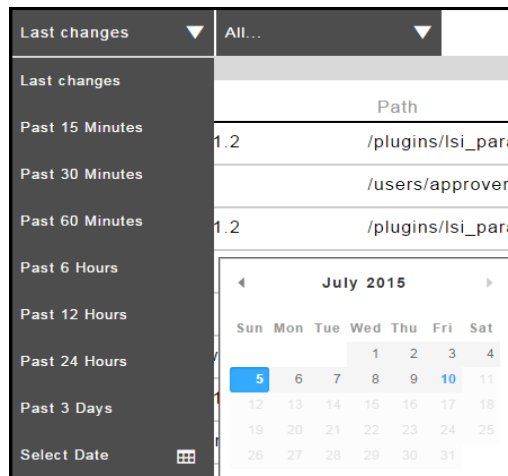 Last changes
All...
Last changes
Path
Past 15 Minutes
1.2
/plugins/lsi_par
Past 30 Minutes
/users/approver
Past 60 Minutes
1.2
/plugins/lsi_par
Past 6 Hours
July 2015
Past 12 Hours
Sun Mon Tue Wed Thu Fri Sat
1 2 3 4
Past 24 Hours
5 6 7 8 9 10 11
Past 3 Days
12 13 14 15 16 17 18
19 20 21 22 23 24 25
Select Date
26 27 28 29 30 31